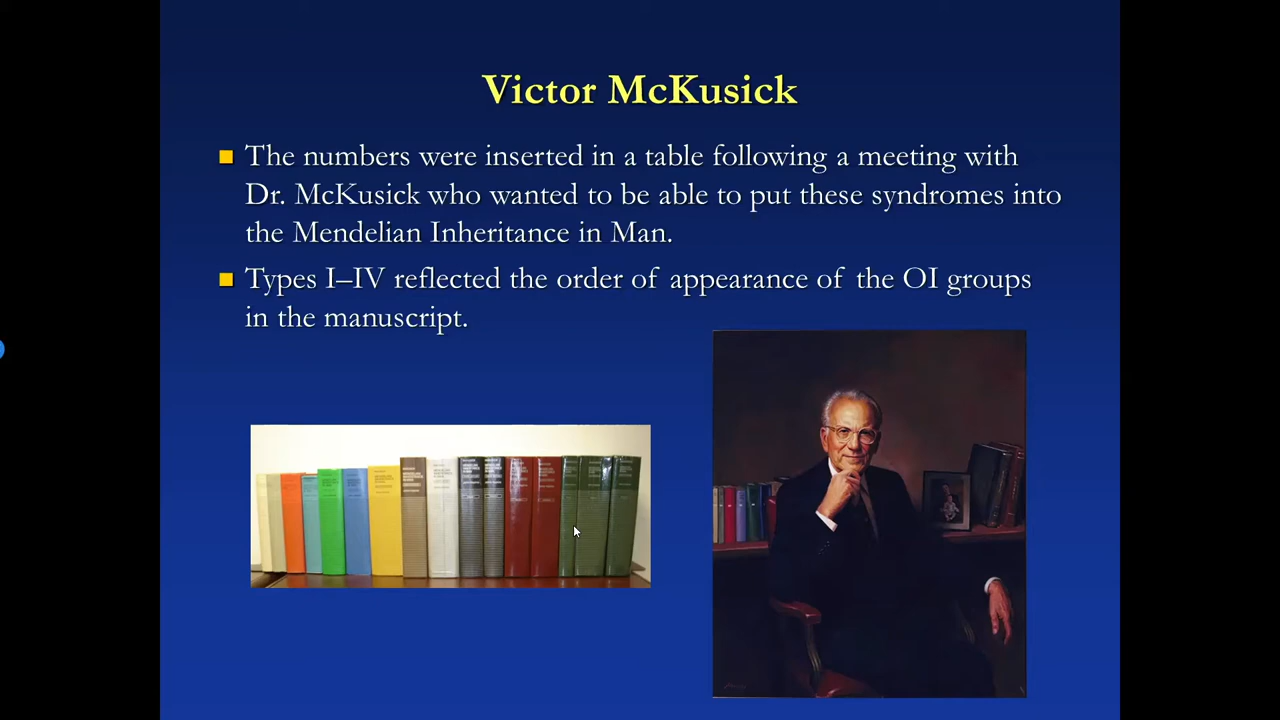 Victor McKusick
The numbers were inserted in a table following a meeting with
Dr. McKusick who wanted to be able to put these syndromes into
the Mendelian Inheritance in Man.
Types I–IV reflected the order of appearance of the OI groups
in the manuscript.